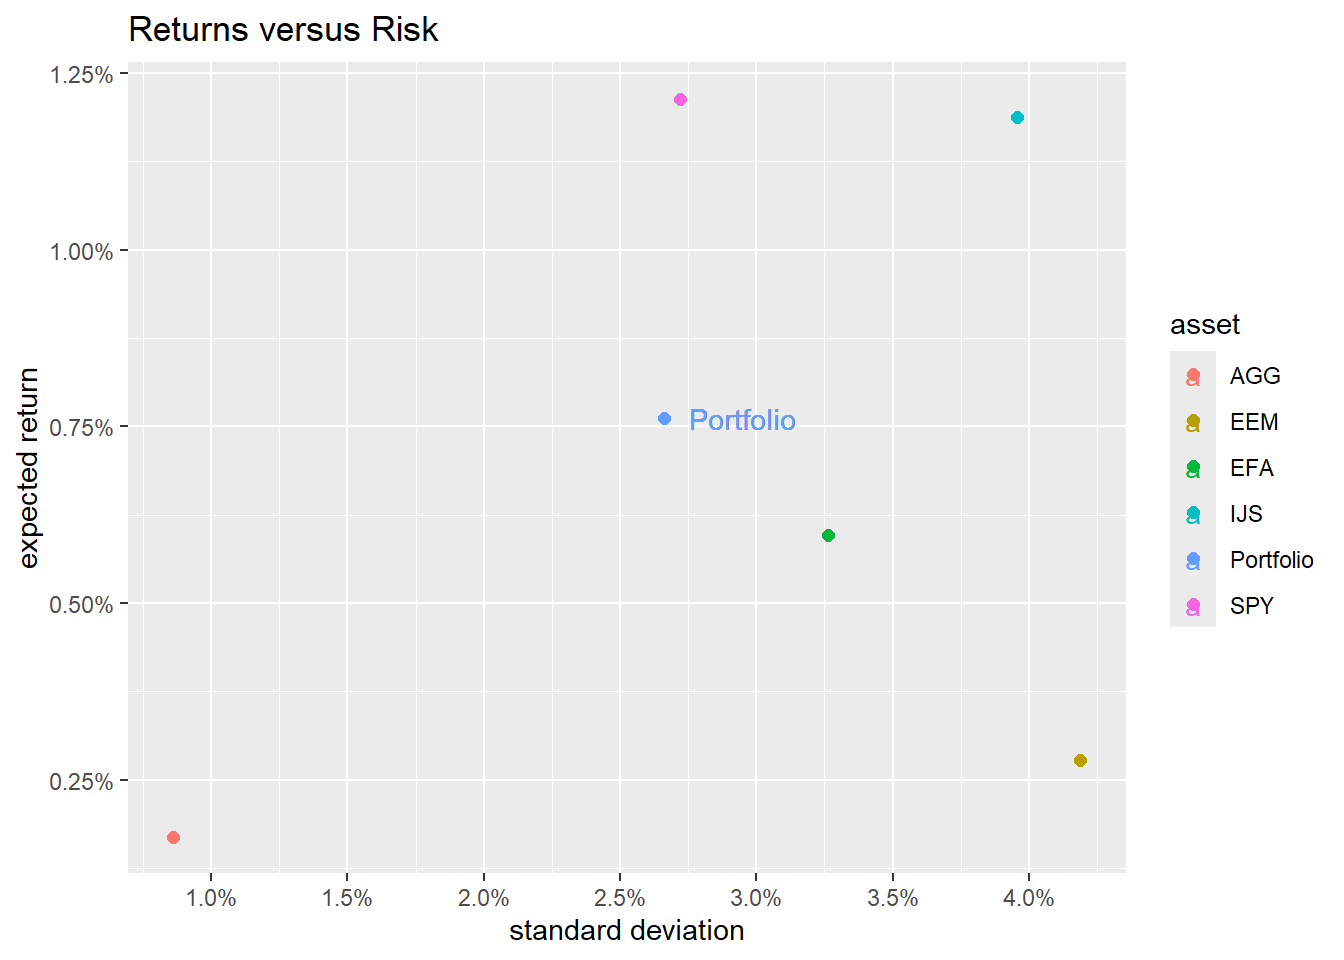 Returns versus Risk
1.25%
1.00%
0.75%
0.50%
0.25%
expected return
Portfolio
1.0%
1.5%
2.0%
2.5%
3.0%
3.5%
4.0%
standard deviation
asset
a AGG
a EEM
a EFA
a IJS
a Portfolio
a SPY